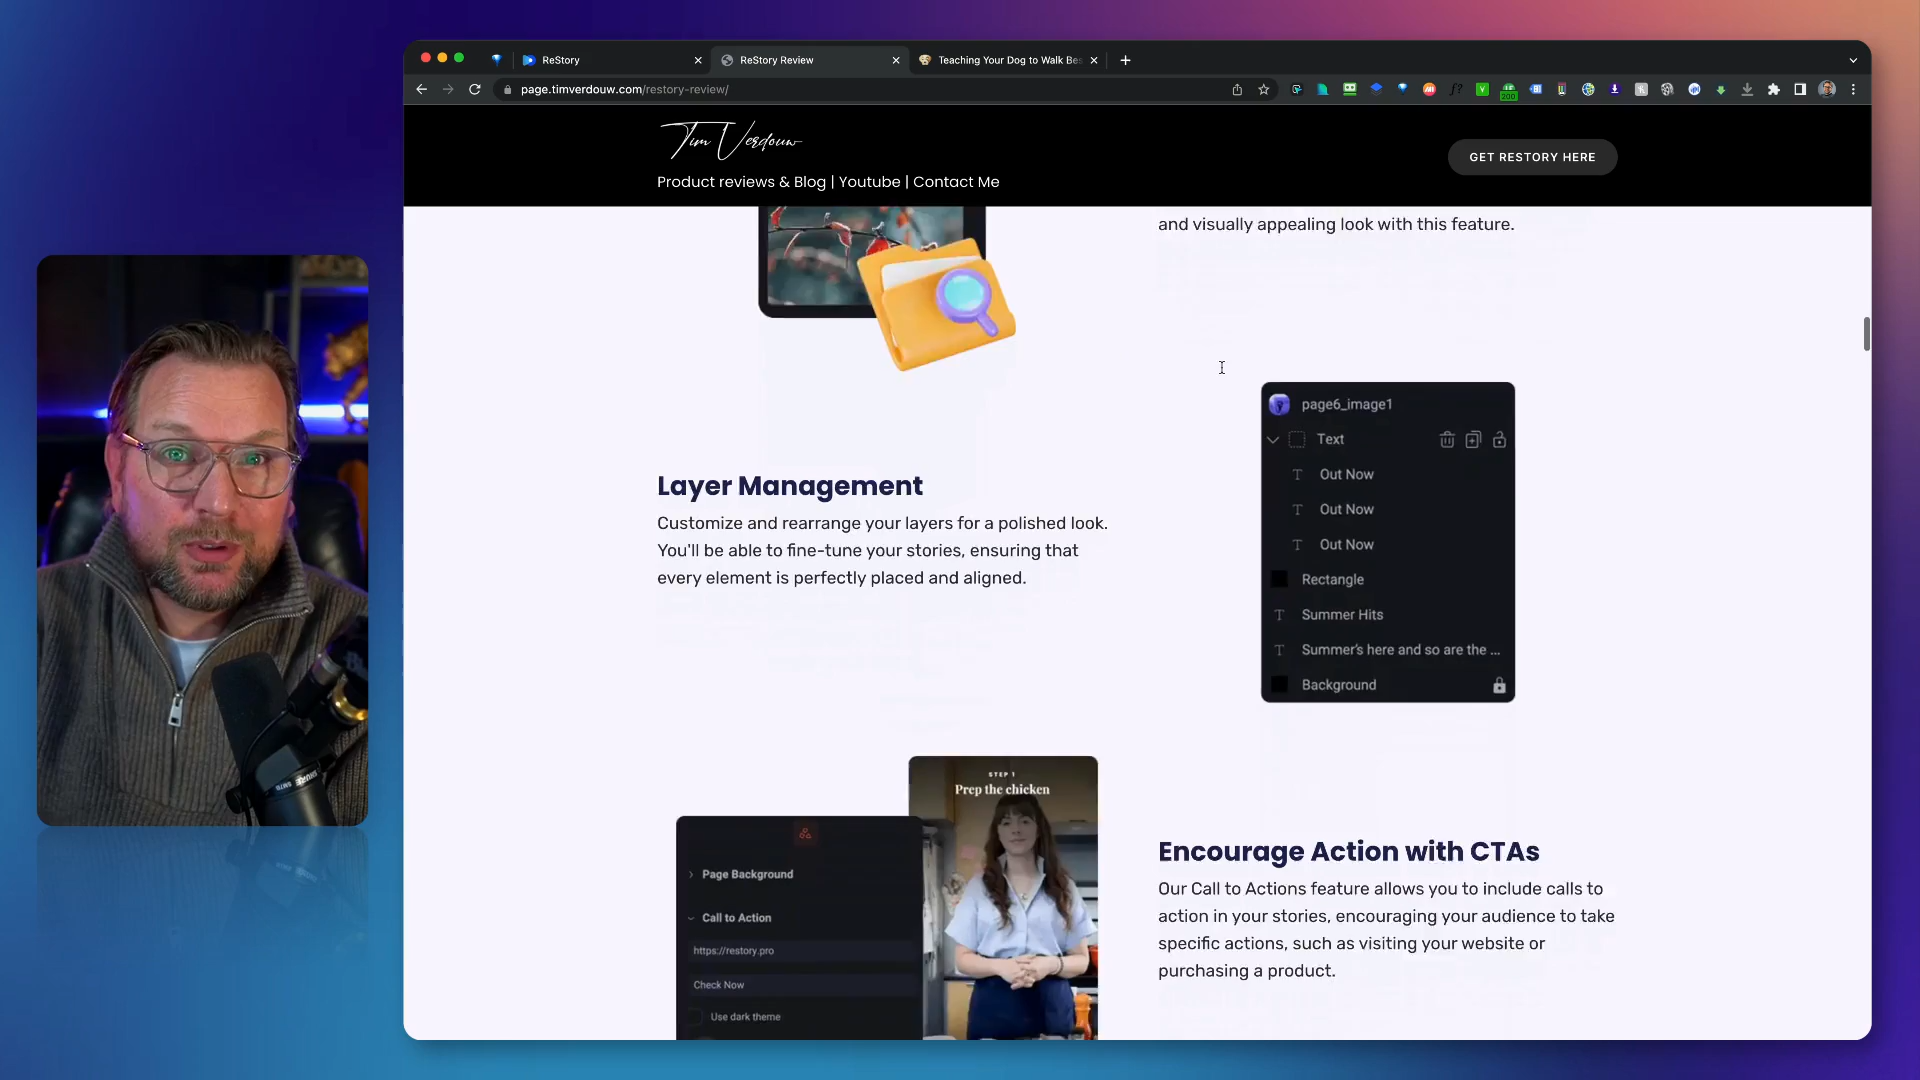 ReStory
ReStory Review
Teaching Your Dog to Walk Bes
page.timverdouw.com/restory-review/
Tim Verdouw
GET RESTORY HERE
Product reviews & Blog | Youtube | Contact Me
and visually appealing look with this feature.
page6_image1
Text
Out Now
Out Now
Out Now
Rectangle
Summer Hits
Summer's here and so are the ...
Background
Layer Management
Customize and rearrange your layers for a polished look.
You'll be able to fine-tune your stories, ensuring that
every element is perfectly placed and aligned.
STEP 1
Prep the chicken
Page Background
Call to Action
https://restory.pro
Check Now
Use dark theme
Encourage Action with CTAs
Our Call to Actions feature allows you to include calls to
action in your stories, encouraging your audience to take
specific actions, such as visiting your website or
purchasing a product.